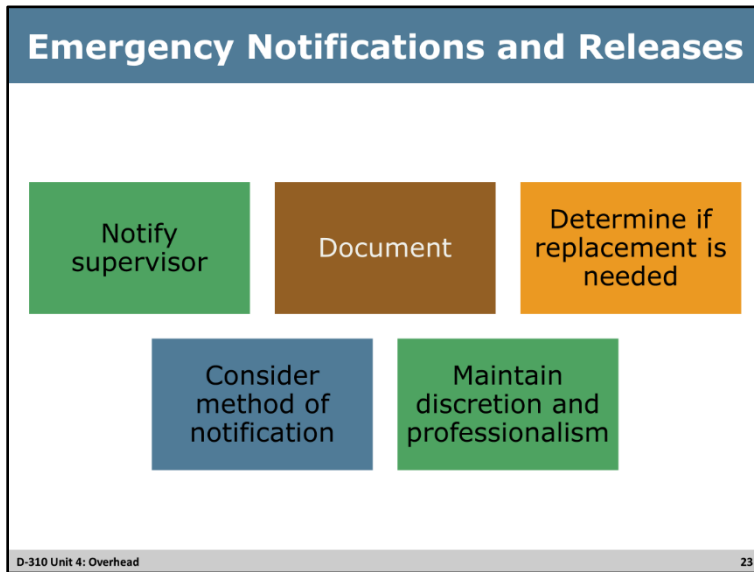 Emergency Notifications and Releases
Notify
supervisor
Document
Determine if
replacement is
needed
Consider
method of
notification
Maintain
discretion and
professionalism
D-310 Unit 4: Overhead
23